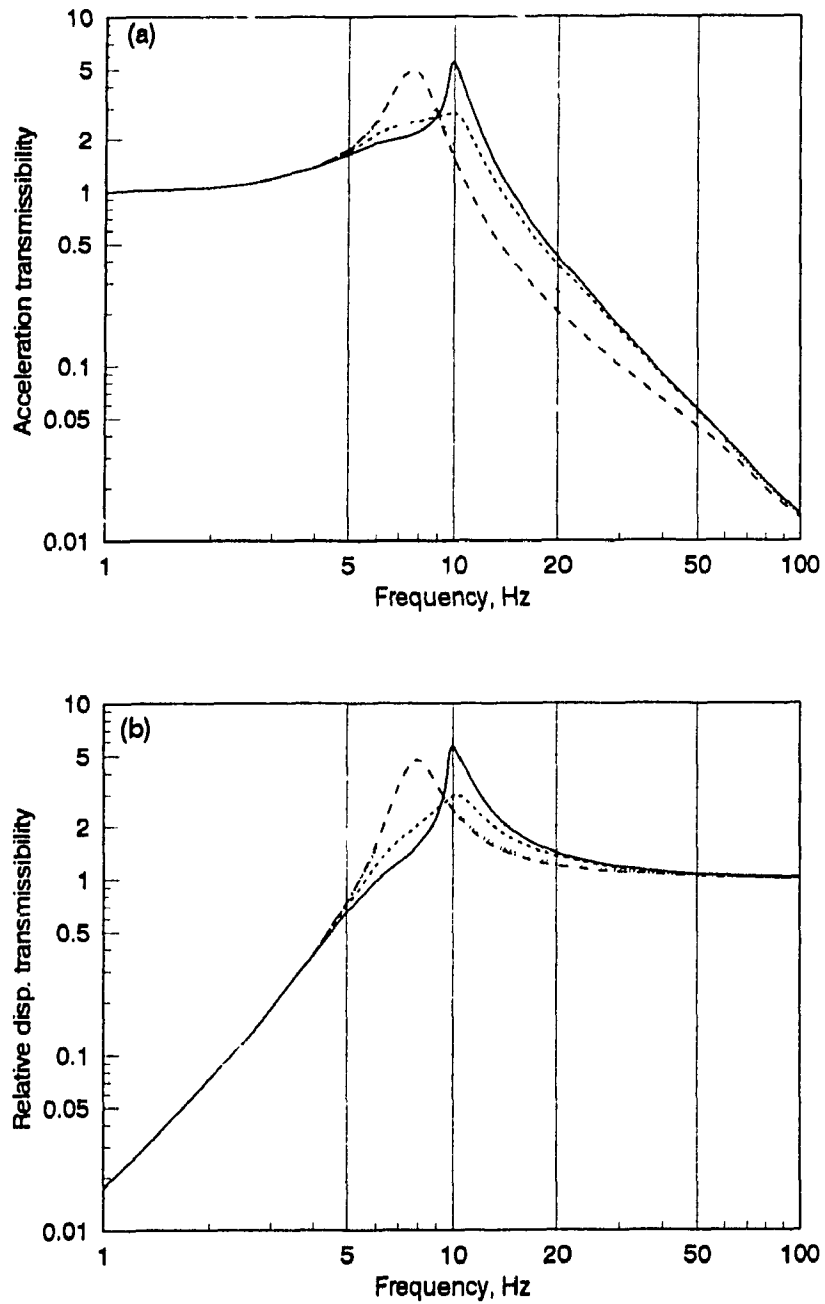 (a)
10
5
2
1
0.5
0.1
0.05
0.01
Acceleration transmissibility
1 5 10 20 50 100
Frequency, Hz
(b)
10
5
2
1
0.5
0.1
0.05
0.01
Relative disp. transmissibility
1 5 10 20 50 100
Frequency, Hz